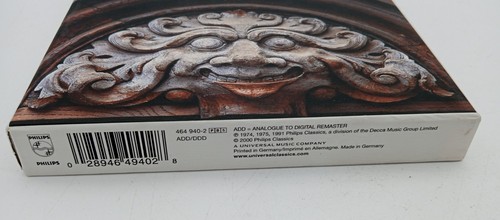 PHILIPS
PHILIPS
0 28946 49402 8
464 940-2
ADD/DDD
ADD = ANALOGUE TO DIGITAL REMASTER
℗ 1974, 1975, 1991 Philips Classics, a division of the Decca Music Group Limited
© 2000 Philips Classics
A UNIVERSAL MUSIC COMPANY
Printed in Germany/Imprimé en Allemagne. Made in Germany
www.universalclassics.com